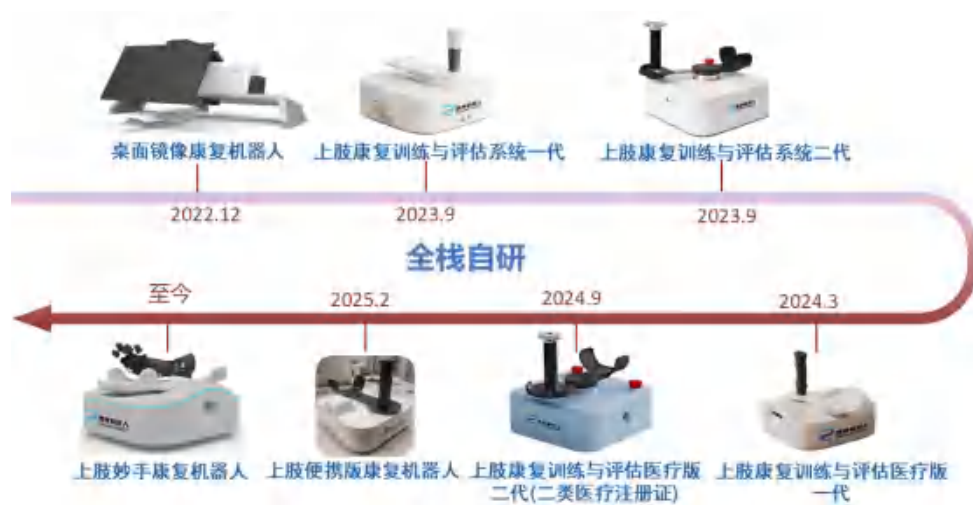 桌面镜像康复机器人
上肢康复训练与评估系统一代
上肢康复训练与评估系统二代
2022.12
2023.9
2023.9
全栈自研
至今
2025.2
2024.9
2024.3
上肢妙手康复机器人
上肢便携版康复机器人
上肢康复训练与评估医疗版
二代(二类医疗注册证)
上肢康复训练与评估医疗版
一代